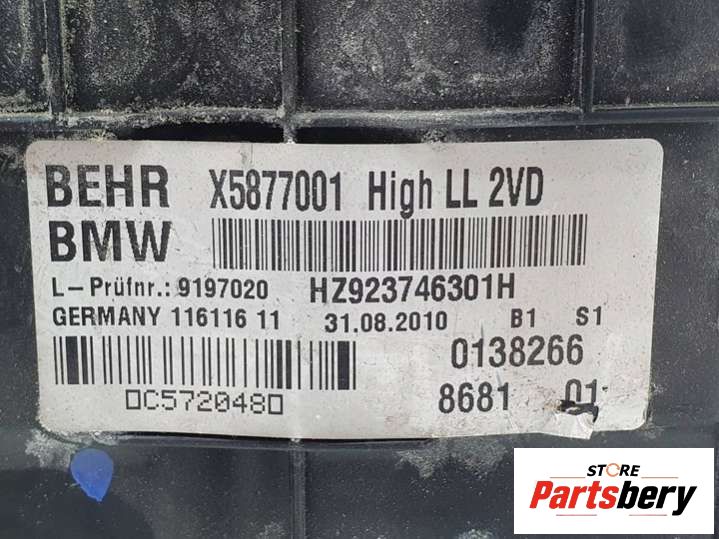 BEHR X5877001 High LL 2VD
BMW
L-Prüfnr.: 9197020 HZ923746301H
GERMANY 116116 11 31.08.2010 B1 S1
0138266
▯C572048▯ 8681 01
STORE
Partsbery